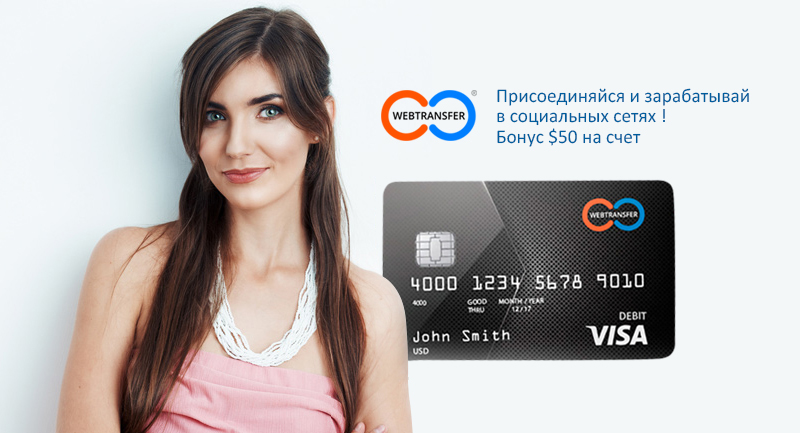 WEBTRANSFER ®
Присоединяйся и зарабатывай
в социальных сетях !
Бонус $50 на счет
WEBTRANSFER
4000 1234 5678 9010
4000
GOOD THRU
MONTH/YEAR
12/17
DEBIT
VISA
John Smith
USD